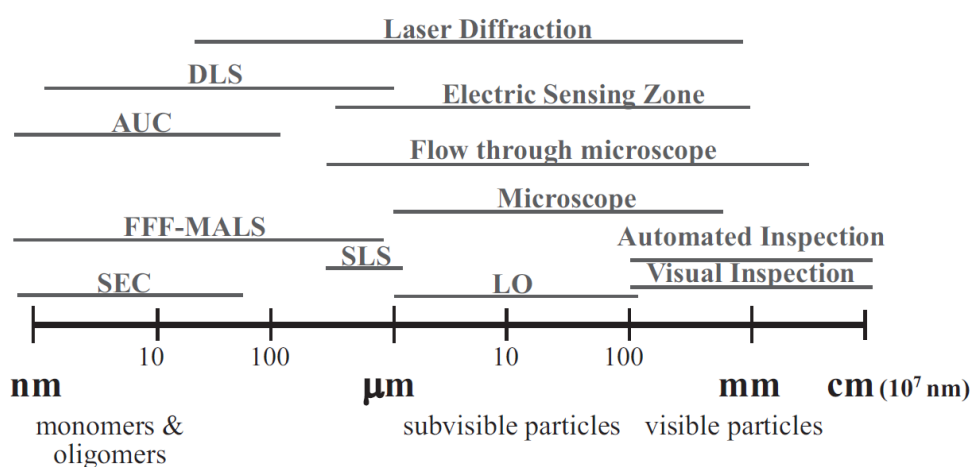 Laser Diffraction
DLS
Electric Sensing Zone
AUC
Flow through microscope
Microscope
FFF-MALS
Automated Inspection
SLS
Visual Inspection
SEC
LO
10 100 10 100
nm μm mm cm (10⁷ nm)
monomers & subvisible particles visible particles
oligomers